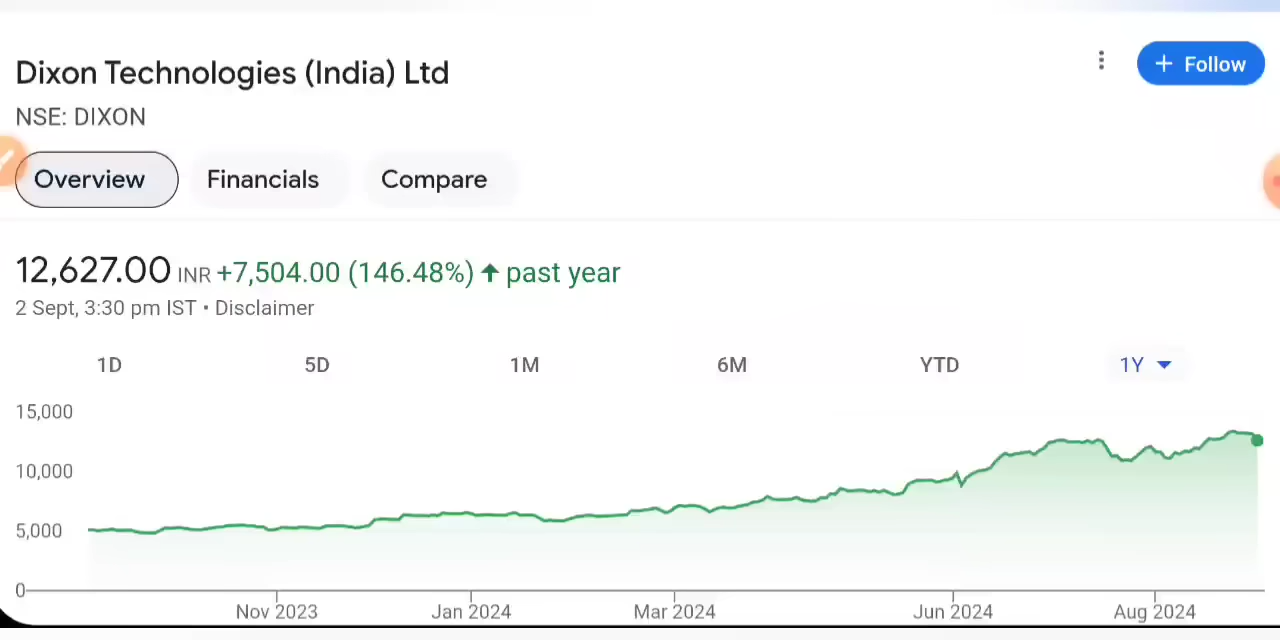 Dixon Technologies (India) Ltd
+ Follow
NSE: DIXON
Overview Financials Compare
12,627.00 INR +7,504.00 (146.48%) ↑ past year
2 Sept, 3:30 pm IST • Disclaimer
1D 5D 1M 6M YTD 1Y
15,000
10,000
5,000
0
Nov 2023 Jan 2024 Mar 2024 Jun 2024 Aug 2024